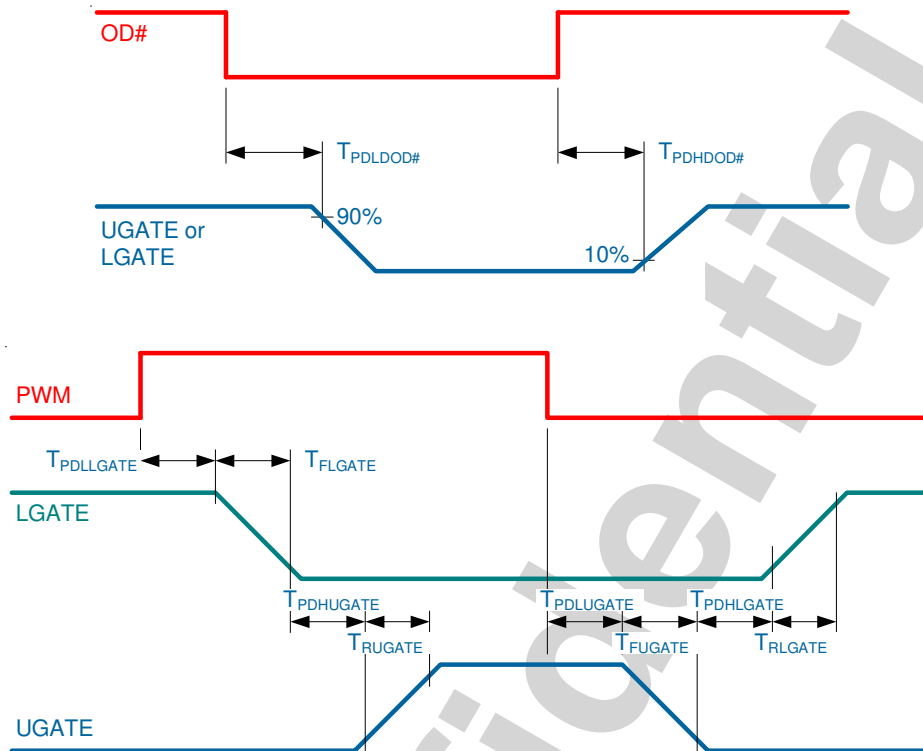 OD#
TPDLDOD#
TPDHDOD#
90%
UGATE or
LGATE
10%
PWM
TPDLLGATE
TFLGATE
LGATE
TPDHUGATE
TPDLUGATE
TPDHLGATE
TRUGATE
TFUGATE
TRLGATE
UGATE